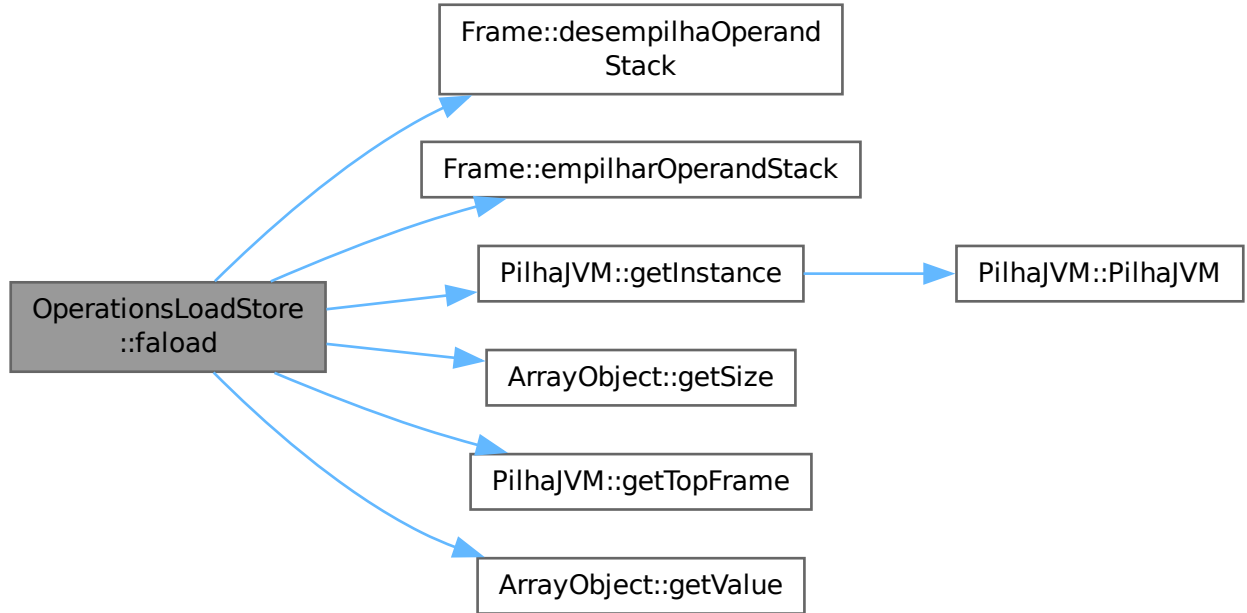 Frame::desempilhaOperand
Stack
Frame::empilharOperandStack
PilhaJVM::getInstance
PilhaJVM::PilhaJVM
OperationsLoadStore
::faload
ArrayObject::getSize
PilhaJVM::getTopFrame
ArrayObject::getValue